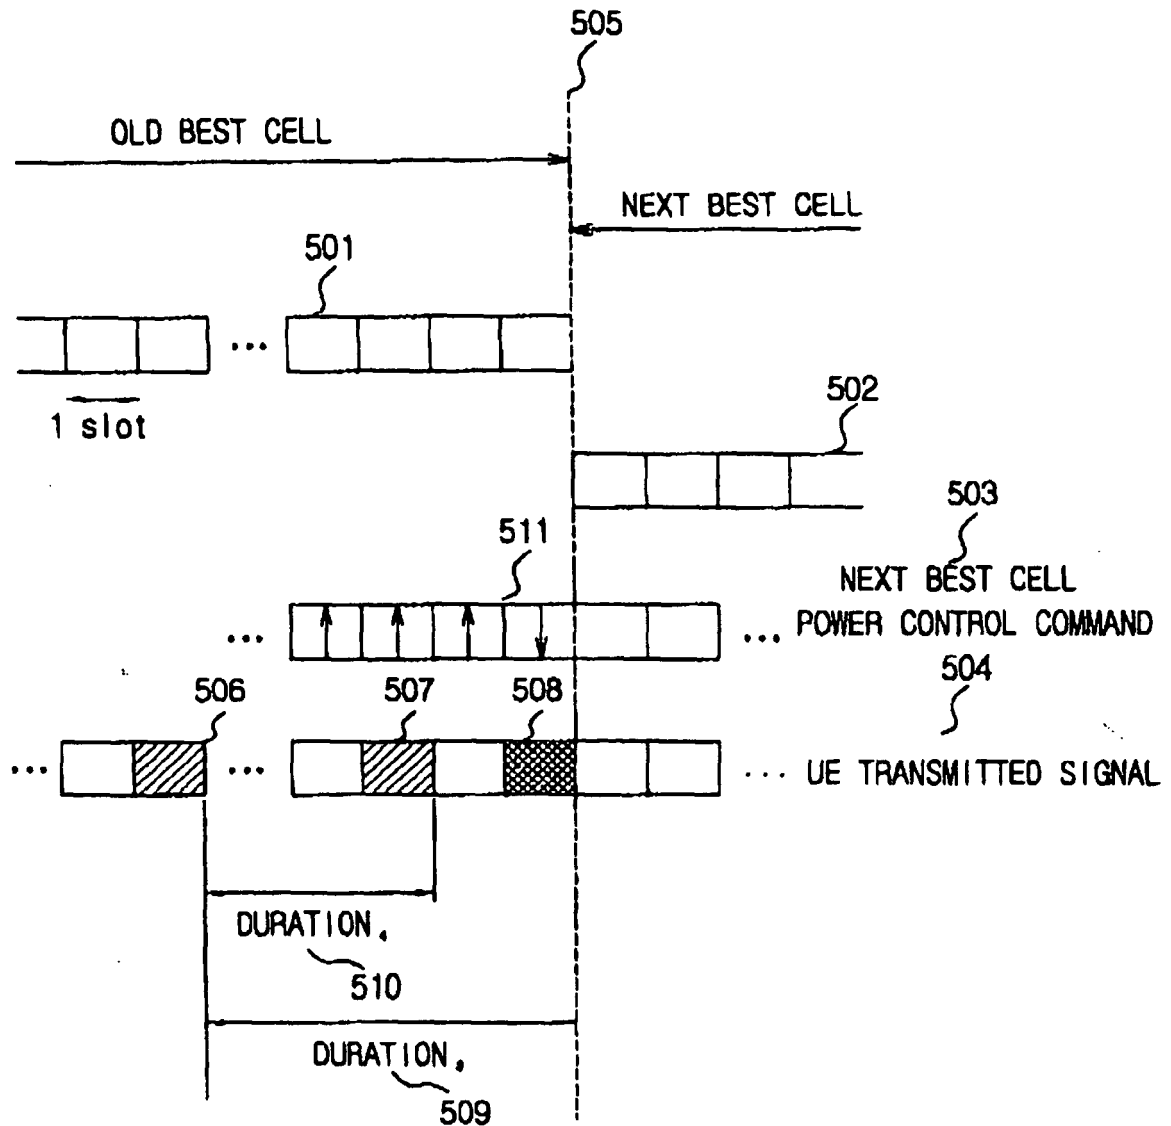 505
OLD BEST CELL
NEXT BEST CELL
501
...
1 slot
502
503
511
NEXT BEST CELL
POWER CONTROL COMMAND
...
...
504
506
507
508
...
...
... UE TRANSMITTED SIGNAL
DURATION,
510
DURATION,
509